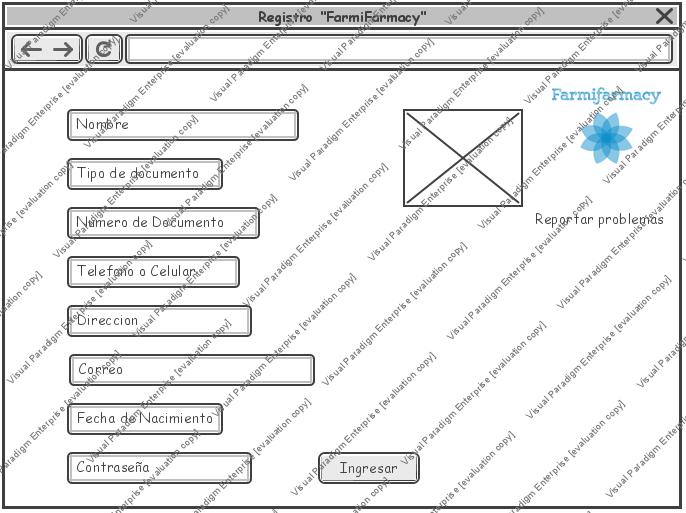 Registro "FarmiFarmacy"
Farmifarmacy
Nombre
Tipo de documento
Numero de Documento
Reportar problemas
Telefono o Celular
Direccion
Correo
Fecha de Nacimiento
Contraseña
Ingresar
Visual Paradigm Enterprise [evaluation copy]